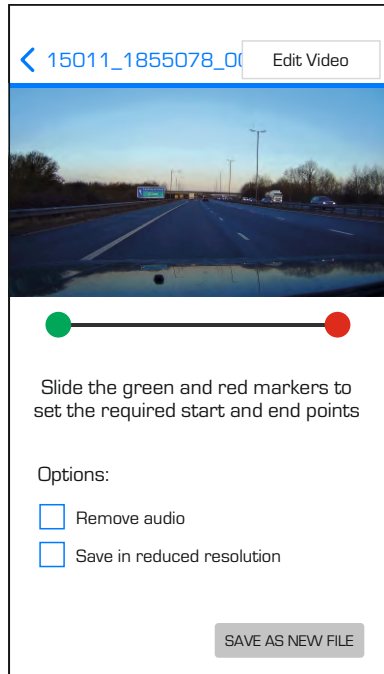 15011_1855078_00
Edit Video
Slide the green and red markers to
set the required start and end points
Options:
Remove audio
Save in reduced resolution
SAVE AS NEW FILE